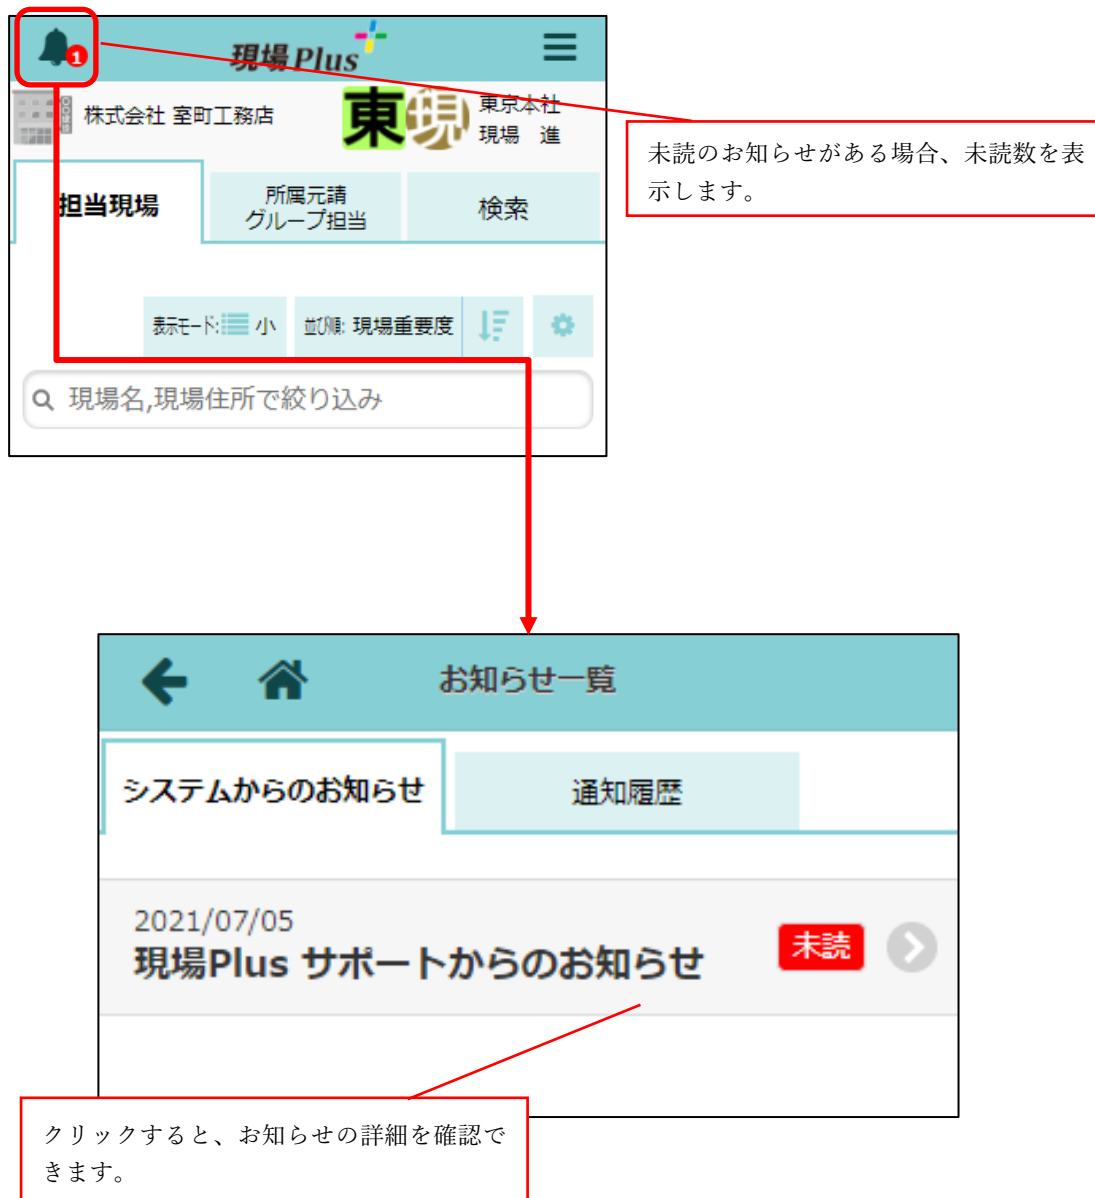 1
現場Plus
株式会社 室町工務店
東
現
東京本社
現場 進
未読のお知らせがある場合、未読数を表
示します。
担当現場
所属元請
グループ担当
検索
表示モード: 小
並び順: 現場重要度
現場名,現場住所で絞り込み
お知らせ一覧
システムからのお知らせ
通知履歴
2021/07/05
現場Plus サポートからのお知らせ
未読
クリックすると、お知らせの詳細を確認で
きます。